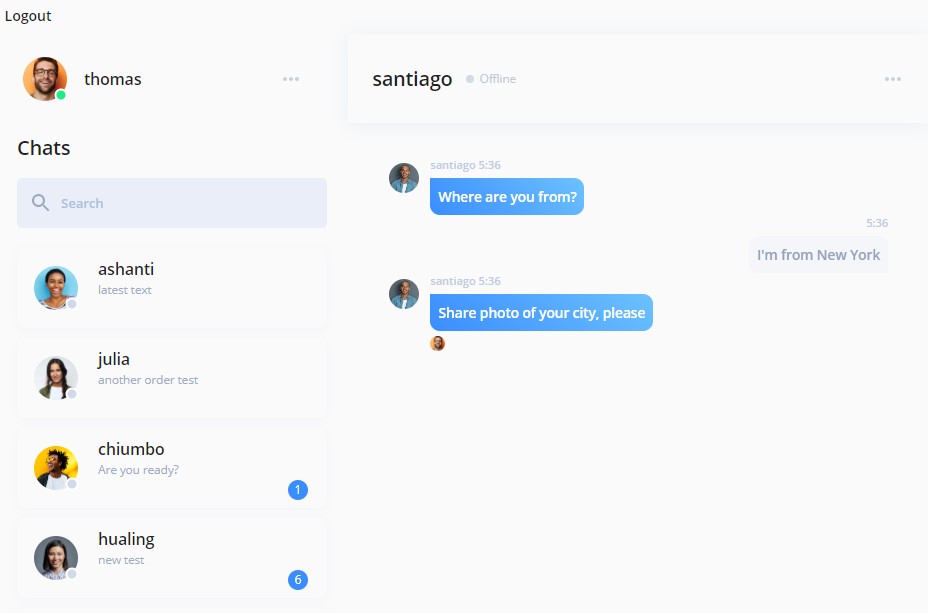 Logout
thomas
Chats
Search
ashanti
latest text
julia
another order test
chiumbo
Are you ready?
1
hualing
new test
6
santiago Offline
santiago 5:36
Where are you from?
5:36
I'm from New York
santiago 5:36
Share photo of your city, please